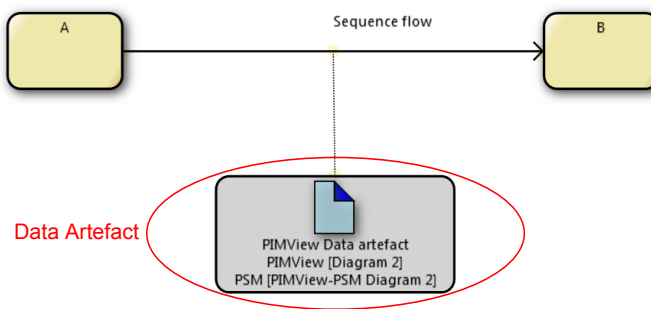 Sequence flow
A
B
Data Artefact
PIMView Data artefact
PIMView [Diagram 2]
PSM [PIMView-PSM Diagram 2]